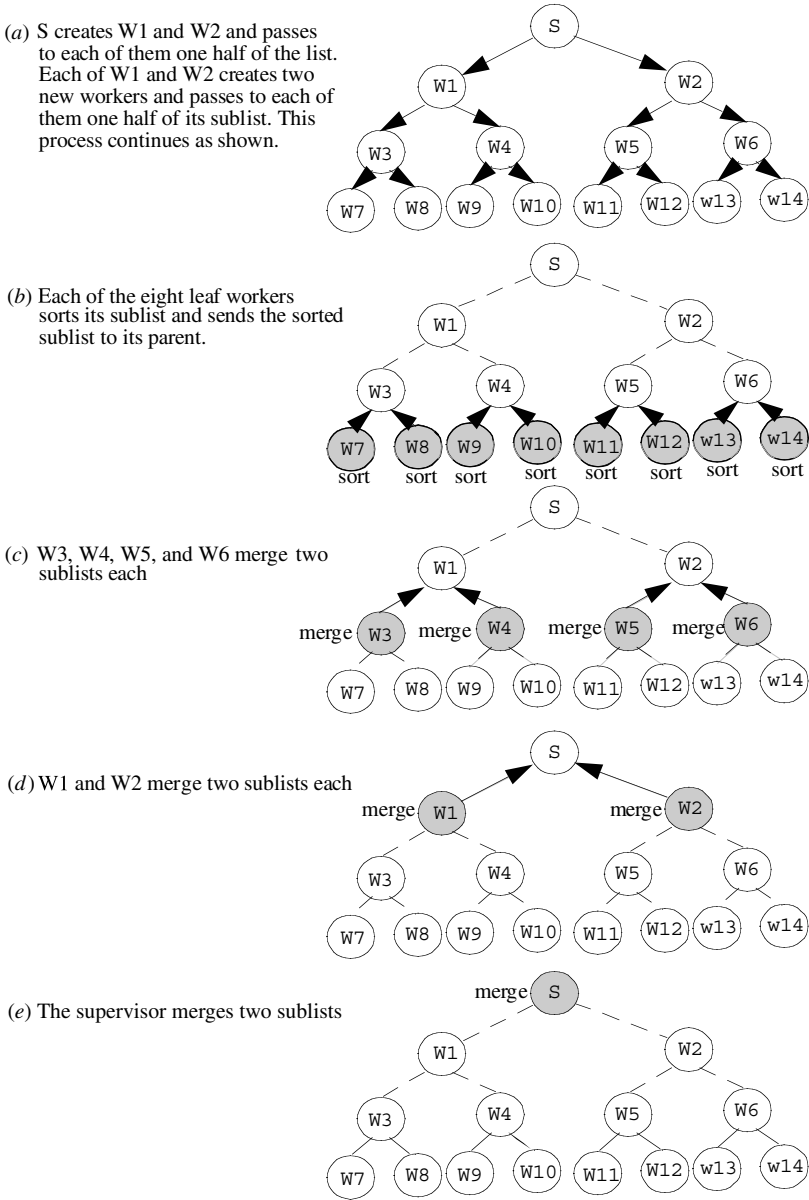 (a) S creates W1 and W2 and passes
to each of them one half of the list.
Each of W1 and W2 creates two
new workers and passes to each of
them one half of its sublist. This
process continues as shown.
S
W1
W2
W3
W4
W5
W6
W7
W8
W9
W10
W11
W12
w13
w14
(b) Each of the eight leaf workers
sorts its sublist and sends the sorted
sublist to its parent.
S
W1
W2
W3
W4
W5
W6
W7
W8
W9
W10
W11
W12
w13
w14
sort
sort
sort
sort
sort
sort
sort
sort
(c) W3, W4, W5, and W6 merge two
sublists each
S
W1
W2
merge
W3
merge
W4
merge
W5
merge
W6
W7
W8
W9
W10
W11
W12
w13
w14
(d) W1 and W2 merge two sublists each
S
merge
W1
merge
W2
W3
W4
W5
W6
W7
W8
W9
W10
W11
W12
w13
w14
(e) The supervisor merges two sublists
merge
S
W1
W2
W3
W4
W5
W6
W7
W8
W9
W10
W11
W12
w13
w14